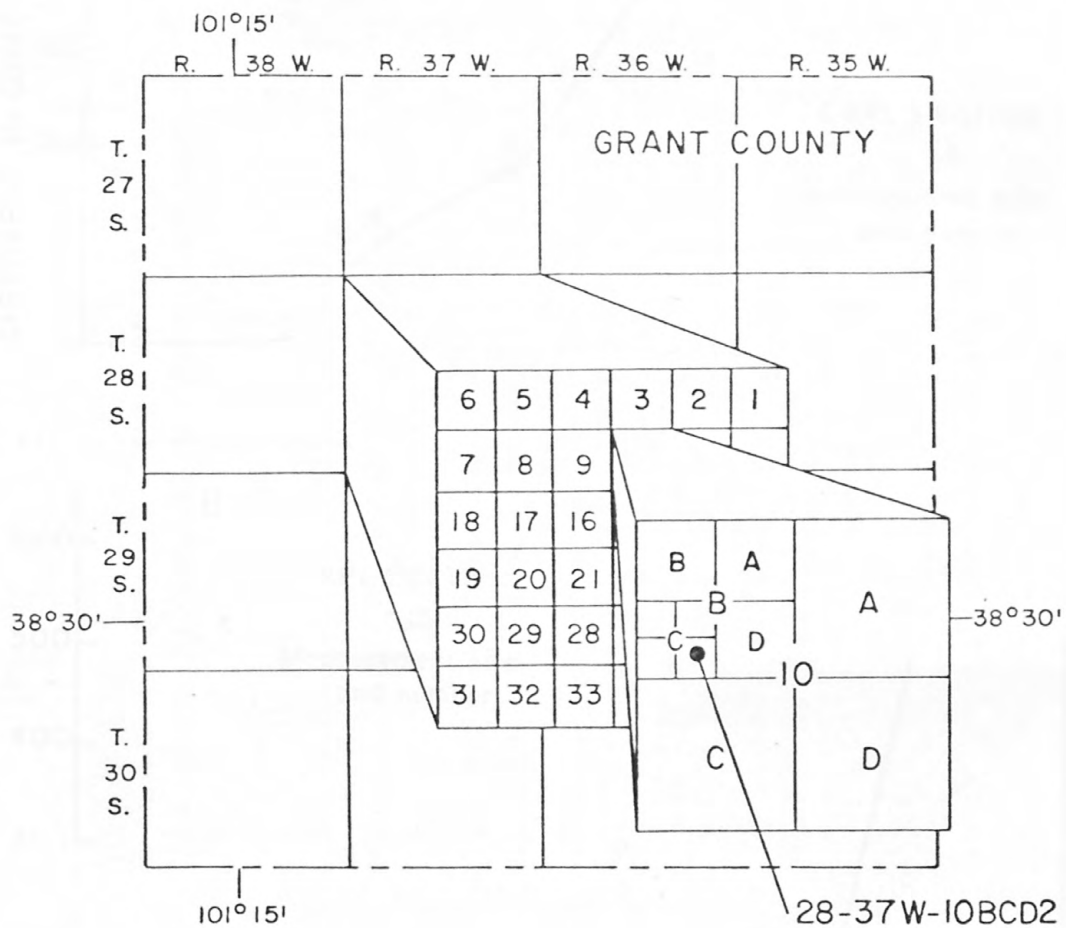 101°15'
R. 38 W. R. 37 W. R. 36 W. R. 35 W.
GRANT COUNTY
T.
27
S.
T.
28
S.
6 5 4 3 2 1
7 8 9
18 17 16
19 20 21
30 29 28
31 32 33
T.
29
S.
38°30'
B A
B
A
C D
10
C D
38°30'
T.
30
S.
101°15'
28-37W-10BCD2